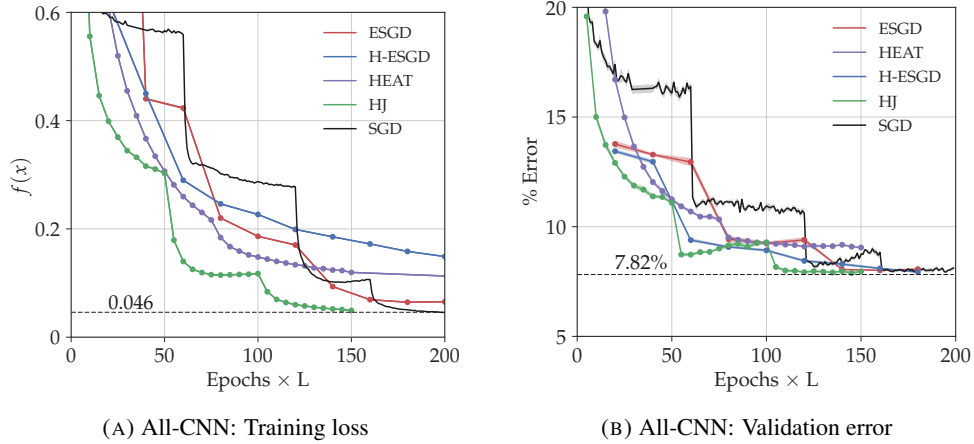 0.6
0.4
0.2
0
f(x)
0.046
ESGD
H-ESGD
HEAT
HJ
SGD
0 50 100 150 200
Epochs × L
(A) All-CNN: Training loss
20
15
10
5
% Error
7.82%
ESGD
HEAT
H-ESGD
HJ
SGD
0 50 100 150 200
Epochs × L
(B) All-CNN: Validation error